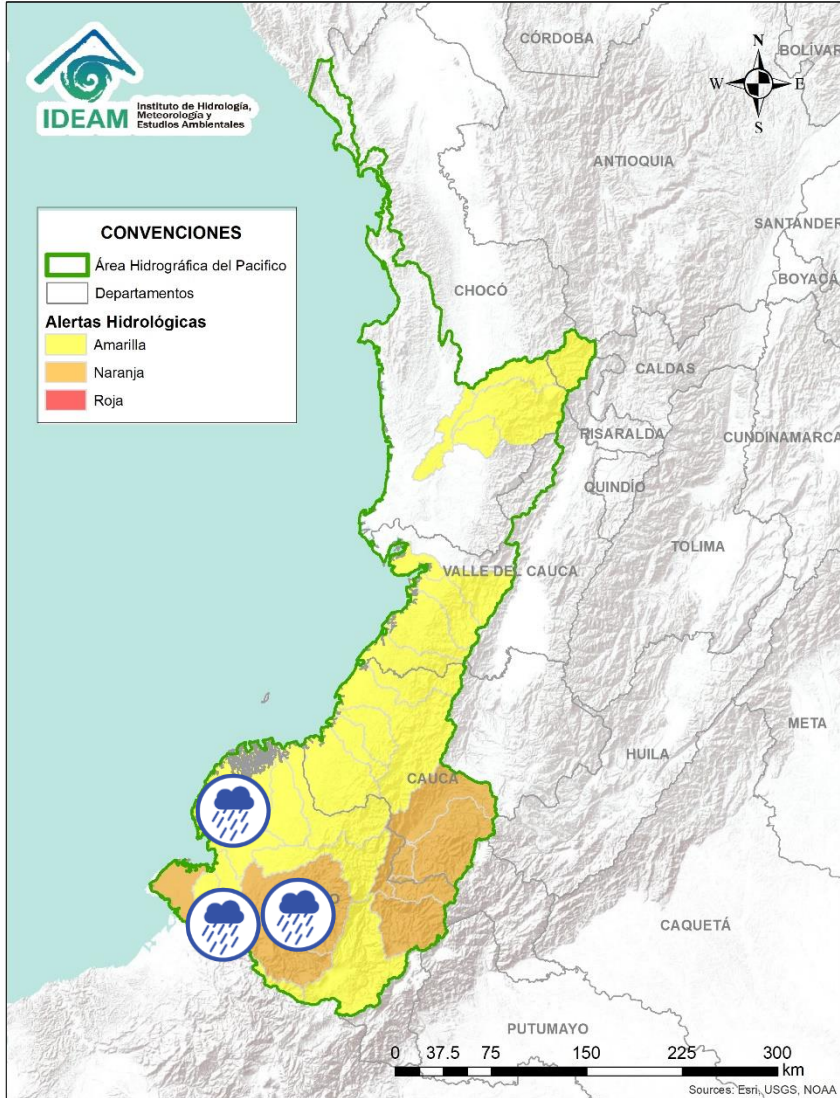 CÓRDOBA
BOLÍVAR
N
W
E
S
IDEAM
Instituto de Hidrología,
Meteorología y
Estudios Ambientales
ANTIOQUIA
SANTANDER
CONVENCIONES
Área Hidrográfica del Pacifico
Departamentos
Alertas Hidrológicas
Amarilla
Naranja
Roja
BOYACÁ
CHOCÓ
CALDAS
RISARALDA
CUNDINAMARCA
QUINDÍO
TOLIMA
VALLE DEL CAUCA
META
HUILA
CAUCA
CAQUETÁ
PUTUMAYO
0 37.5 75 150 225 300
km
Sources: Esri, USGS, NOAA